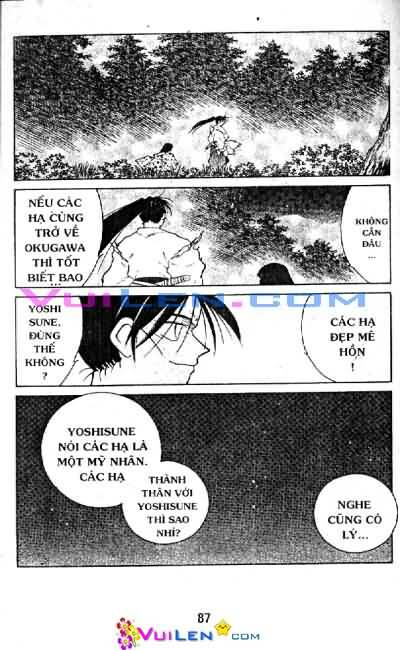 KHÔNG
CẦN
ĐÂU
...
NẾU CÁC
HẠ CÙNG
TRỞ VỀ
OKUGAWA
THÌ TỐT
BIẾT BAO
...
VuiLen.com
CÁC HẠ
ĐẸP MÊ
HỒN
!
YOSHI
SUNE,
ĐÚNG
THẾ
KHÔNG
?
YOSHISUNE
NÓI CÁC HẠ LÀ
MỘT MỸ NHÂN.
CÁC HẠ
THÀNH
THÂN VỚI
YOSHISUNE
THÌ SAO
NHỈ?
NGHE
CŨNG CÓ
LÝ...
87
VuiLen.com